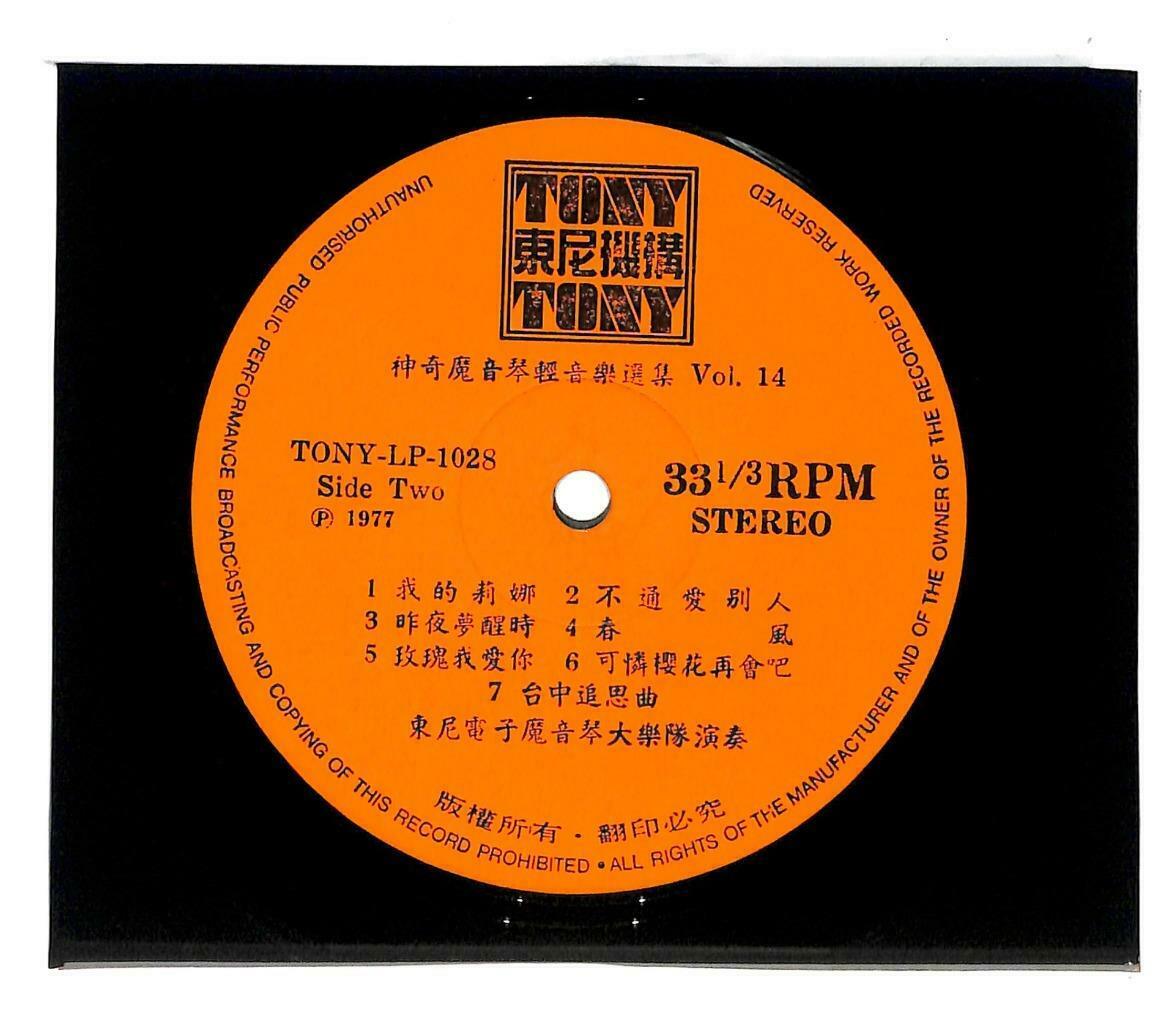 TONY
東尼機構
TONY
神奇魔音琴輕音樂選集 Vol. 14
TONY-LP-1028
Side Two
Ⓟ 1977
33 1/3 RPM
STEREO
1 我的莉娜 2 不通愛別人
3 昨夜夢醒時 4 春風
5 玫瑰我愛你 6 可憐櫻花再會吧
7 台中追思曲
東尼電子魔音琴大樂隊演奏
版權所有·翻印必究
UNAUTHORISED PUBLIC PERFORMANCE BROADCASTING AND COPYING OF THIS RECORD PROHIBITED • ALL RIGHTS OF THE MANUFACTURER AND OF THE OWNER OF THE RECORDED WORK RESERVED